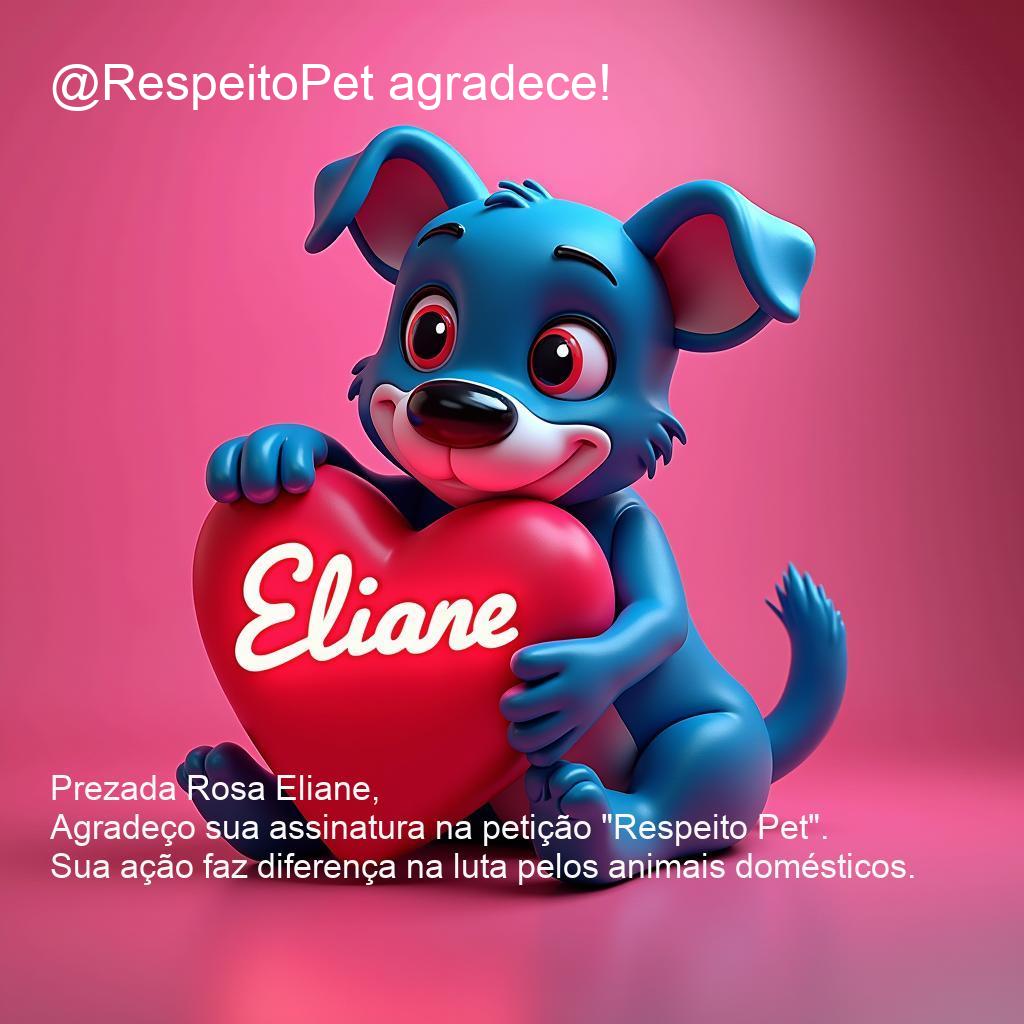 @RespeitoPet agradece!
Eliane
Prezada Rosa Eliane,
Agradeço sua assinatura na petição "Respeito Pet".
Sua ação faz diferença na luta pelos animais domésticos.